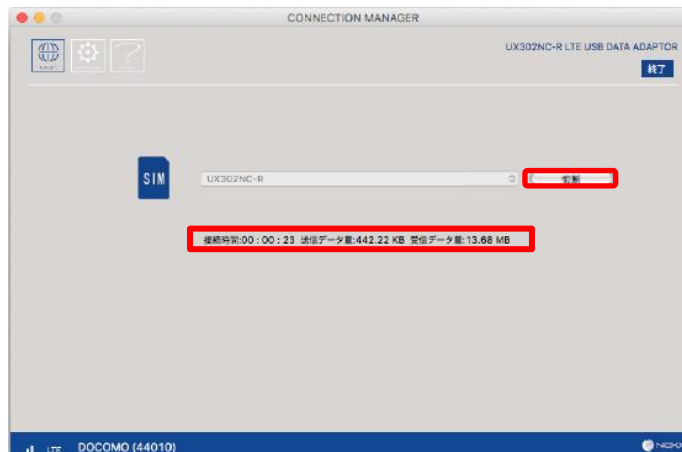 CONNECTION MANAGER
UX302NC-R LTE USB DATA ADAPTOR
終了
SIM
UX302NC-R
切断
接続時間:00 : 00 : 23 送信データ量:442.22 KB 受信データ量:13.68 MB
LTE DOCOMO (44010)